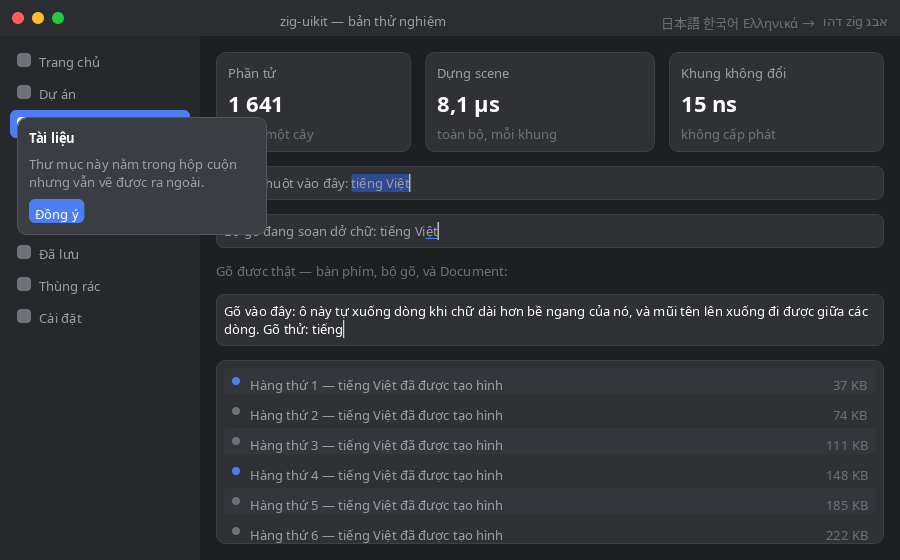 zig-uikit — bản thử nghiệm
日本語 한국어 Ελληνικά → אבג zig דהו
Trang chủ
Dự án
Tài liệu
Thư mục này nằm trong hộp cuộn
nhưng vẫn vẽ được ra ngoài.
Đồng ý
Đã lưu
Thùng rác
Cài đặt
Phần tử
1 641
một cây
Dựng scene
8,1 µs
toàn bộ, mỗi khung
Khung không đổi
15 ns
không cấp phát
vào đây: tiếng Việt
đang soạn dở chữ: tiếng Việt
Gõ được thật — bàn phím, bộ gõ, và Document:
Gõ vào đây: ô này tự xuống dòng khi chữ dài hơn bề ngang của nó, và mũi tên lên xuống đi được giữa các
dòng. Gõ thử: tiếng
Hàng thứ 1 — tiếng Việt đã được tạo hình 37 KB
Hàng thứ 2 — tiếng Việt đã được tạo hình 74 KB
Hàng thứ 3 — tiếng Việt đã được tạo hình 111 KB
Hàng thứ 4 — tiếng Việt đã được tạo hình 148 KB
Hàng thứ 5 — tiếng Việt đã được tạo hình 185 KB
Hàng thứ 6 — tiếng Việt đã được tạo hình 222 KB